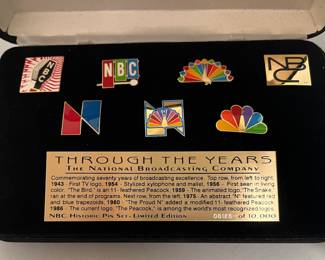 NBC
NBC
NBC
THROUGH THE YEARS
The National Broadcasting Company
Commemorating seventy years of broadcasting excellence. Top row, from left to right:
1943 - First TV logo, 1954 - Stylized xylophone and mallet, 1956 - First seen in living
color, "The Bird," is an 11-feathered Peacock. 1959 - The animated logo, "The Snake,"
ran at the end of programs. Next row, from the left: 1975 - An abstract "N" featured red
and blue trapezoids, 1980 - "The Proud N" added a modified 11-feathered Peacock
1986 - The current logo, "The Peacock," is among the world's most recognized logos.
NBC Historic Pin Set-Limited Edition of 10,000